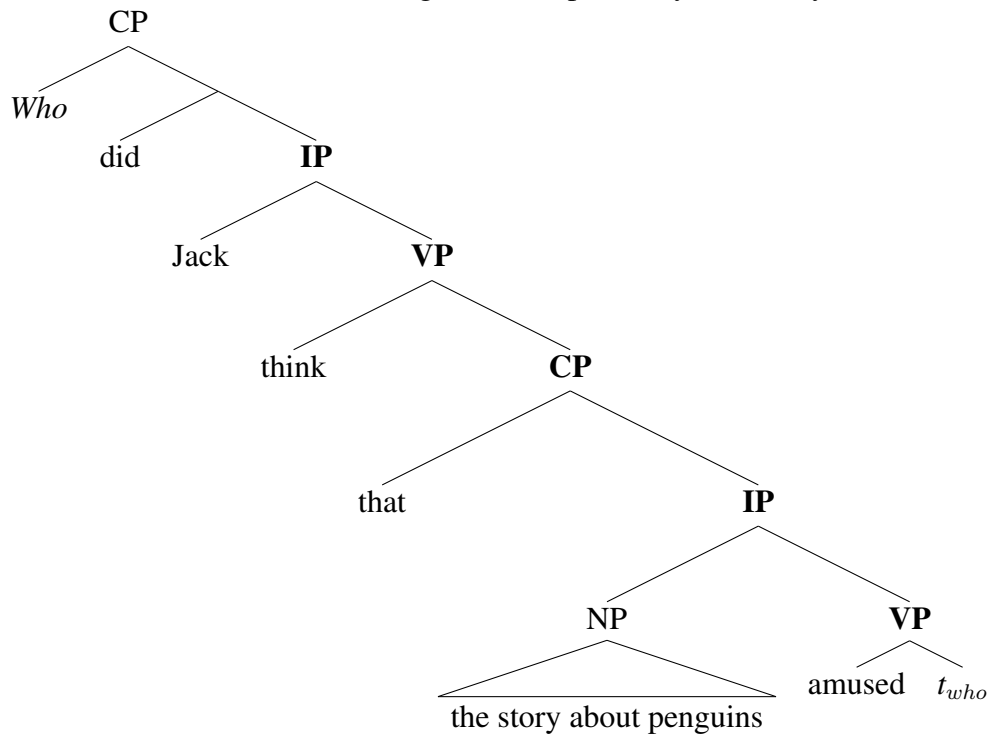 CP
Who
did IP
Jack VP
think CP
that IP
NP VP
amused t_who
the story about penguins